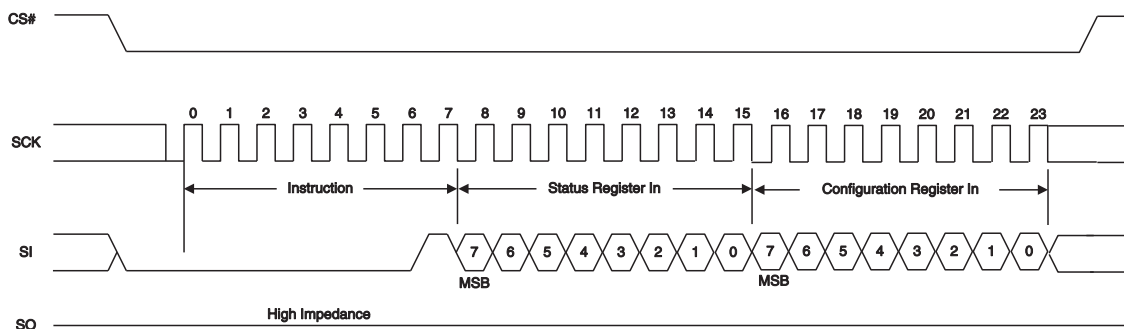 CS#
0 1 2 3 4 5 6 7 8 9 10 11 12 13 14 15 16 17 18 19 20 21 22 23
SCK
Instruction Status Register In Configuration Register In
SI 7 6 5 4 3 2 1 0 7 6 5 4 3 2 1 0
MSB MSB
High Impedance
SO